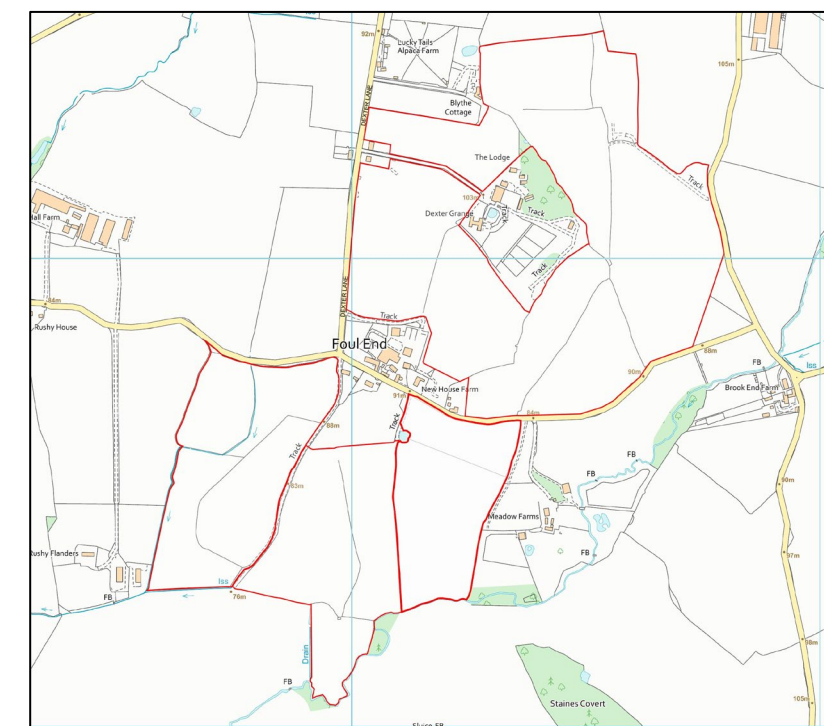 92m
Lucky Tails
Alpaca Farm
105m
DEXTER LANE
Blythe
Cottage
The Lodge
Track
103m
Track
Track
Dexter Grange
Hall Farm
Track
DEXTER LANE
84m
Rushy House
Track
Foul End
88m
90m
FB
Iss
Brook End Farm
New House Farm
91m
84m
Track
88m
Track
FB
FB
83m
90m
Meadow Farms
Rushy Flanders
FB
87m
Iss
FB
76m
98m
Drain
FB
Staines Covert
105m